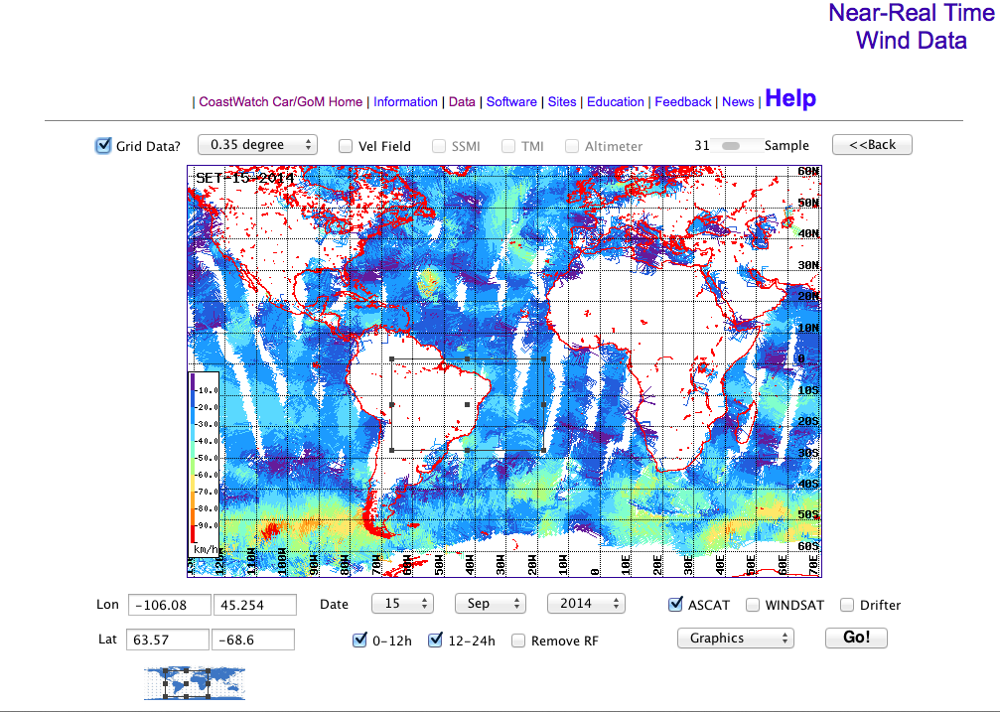 Near-Real Time
Wind Data
| CoastWatch Car/GoM Home | Information | Data | Software | Sites | Education | Feedback | News | Help
Grid Data? 0.35 degree Vel Field SSMI TMI Altimeter 31 Sample <<Back
SET-15-2014
60N
50N
40N
30N
20N
10N
0
10S
20S
30S
40S
50S
60S
-10.0
-20.0
-30.0
-40.0
-50.0
-60.0
-70.0
-80.0
-90.0
km/hr
110W 100W 90W 80W 70W 60W 50W 40W 30W 20W 10W 0 10E 20E 30E 40E 50E 60E 70E
Lon -106.08 45.254 Date 15 Sep 2014 ASCAT WINDSAT Drifter
Lat 63.57 -68.6 0-12h 12-24h Remove RF Graphics Go!